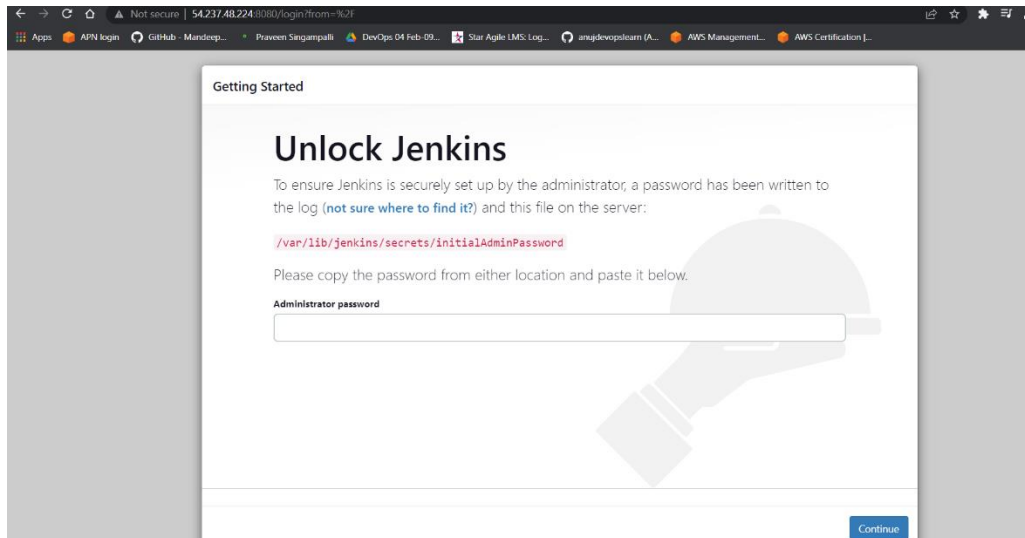 Not secure | 54.237.48.224:8080/login?from=%2F
Apps APN login GitHub - Mandeep... Praveen Singampalli DevOps 04 Feb-09... Star Agile LMS: Log... anujdevopslearn (A... AWS Management... AWS Certification |...
Getting Started
Unlock Jenkins
To ensure Jenkins is securely set up by the administrator, a password has been written to
the log (not sure where to find it?) and this file on the server:
/var/lib/jenkins/secrets/initialAdminPassword
Please copy the password from either location and paste it below.
Administrator password
Continue